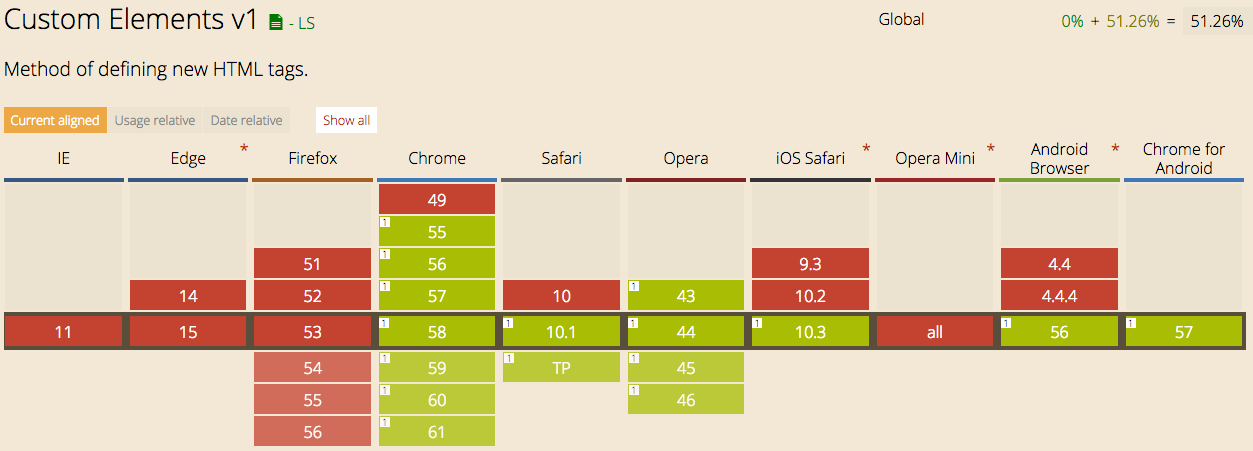 Custom Elements v1 - LS Global 0% + 51.26% = 51.26%
Method of defining new HTML tags.
Current aligned Usage relative Date relative Show all
IE Edge * Firefox Chrome Safari Opera iOS Safari * Opera Mini * Android Browser * Chrome for Android
49
1 55
51 1 56 9.3 4.4
14 52 1 57 10 1 43 10.2 4.4.4
11 15 53 1 58 1 10.1 1 44 1 10.3 all 1 56 1 57
54 1 59 1 TP 1 45
55 1 60 1 46
56 1 61